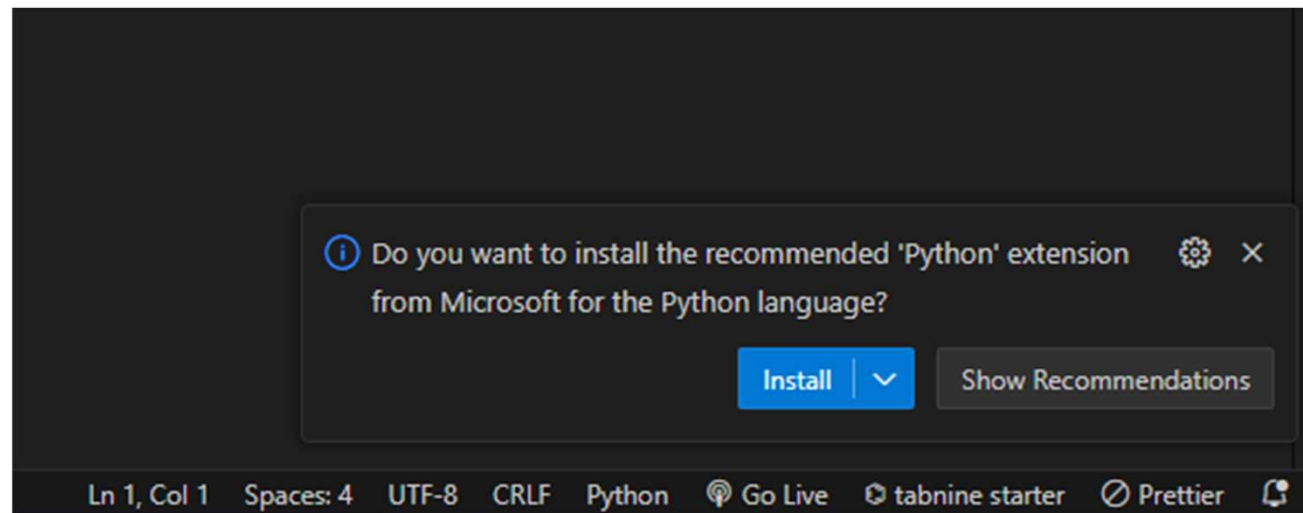 Do you want to install the recommended 'Python' extension
from Microsoft for the Python language?
Install
Show Recommendations
Ln 1, Col 1 Spaces: 4 UTF-8 CRLF Python Go Live tabnine starter Prettier